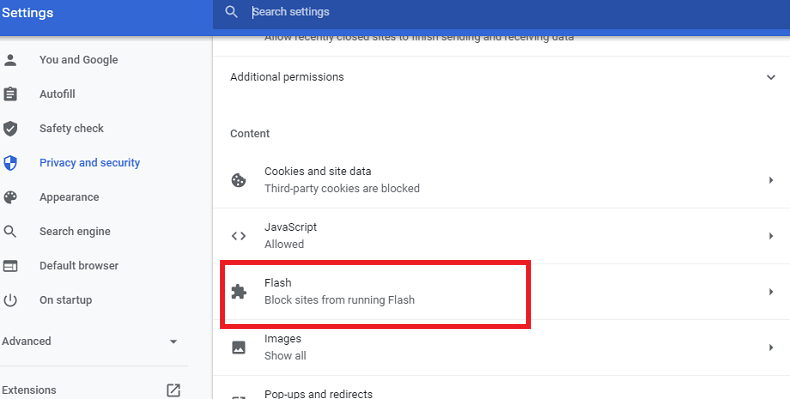 Settings
Search settings
You and Google
Autofill
Safety check
Privacy and security
Appearance
Search engine
Default browser
On startup
Advanced
Extensions
Allow recently closed sites to finish sending and receiving data
Additional permissions
Content
Cookies and site data
Third-party cookies are blocked
JavaScript
Allowed
Flash
Block sites from running Flash
Images
Show all
Pop-ups and redirects